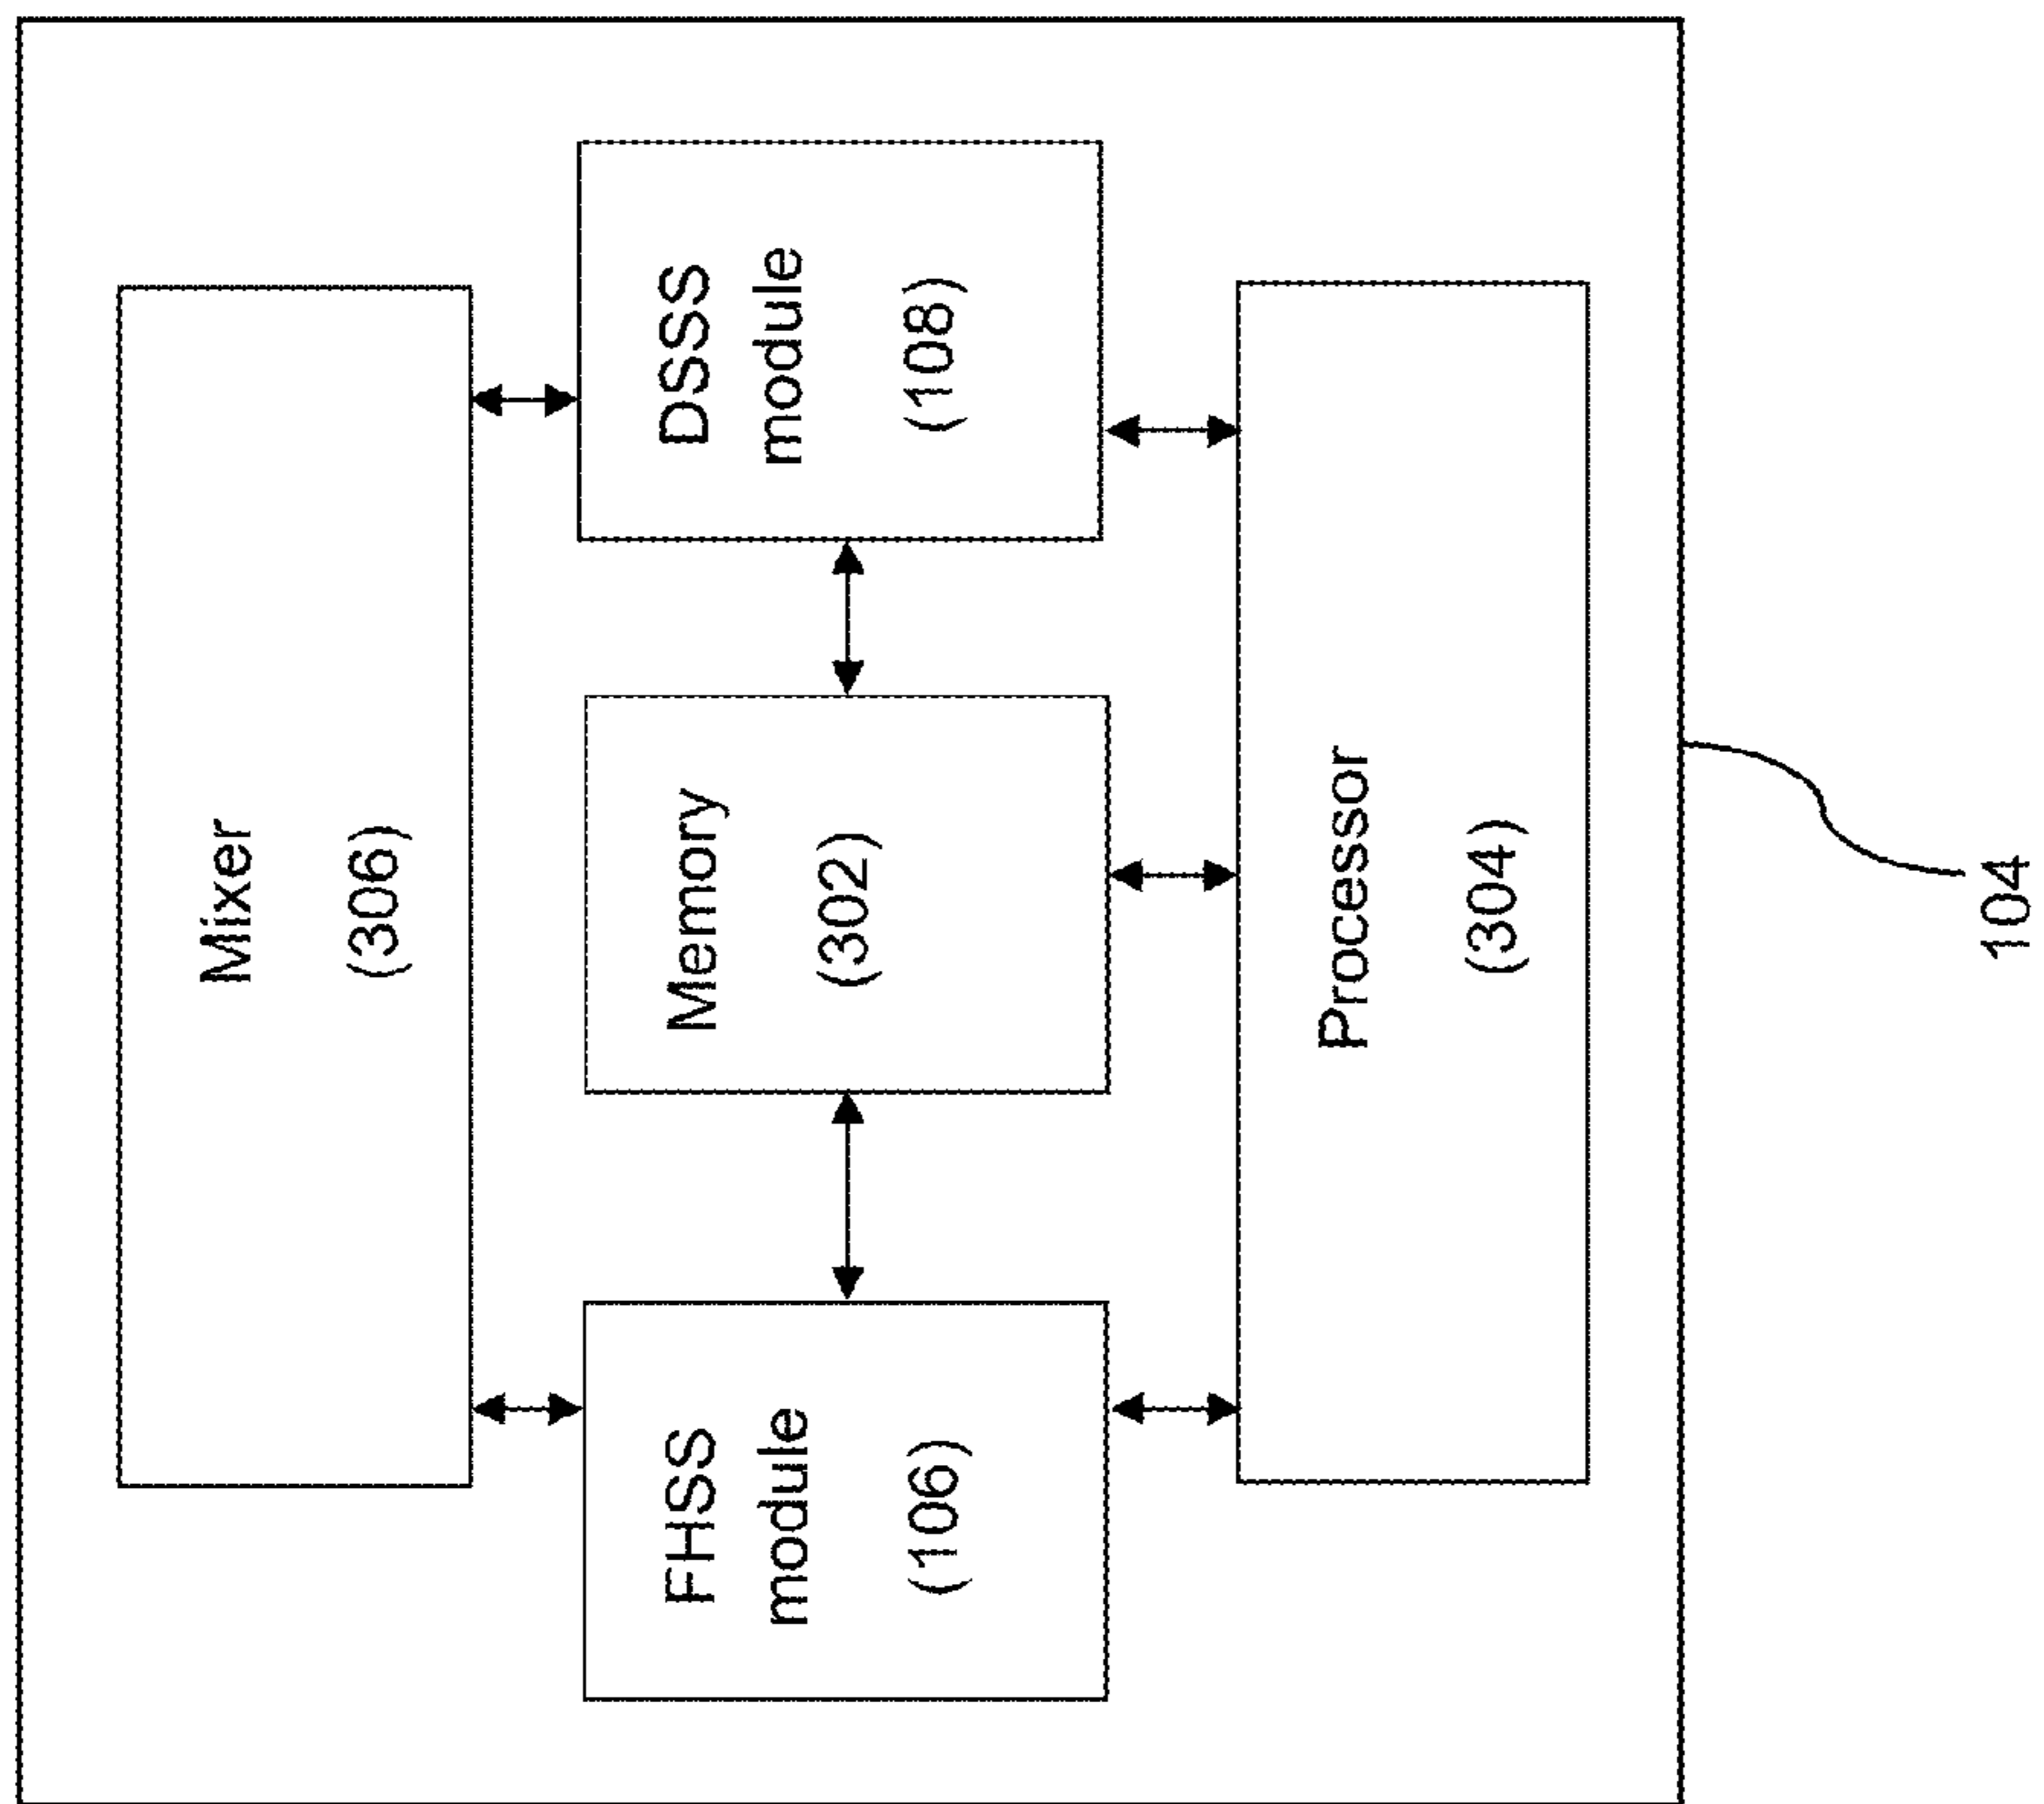 Mixer
(306)
FHSS
module
(106)
Memory
(302)
DSSS
module
(108)
Processor
(304)
104